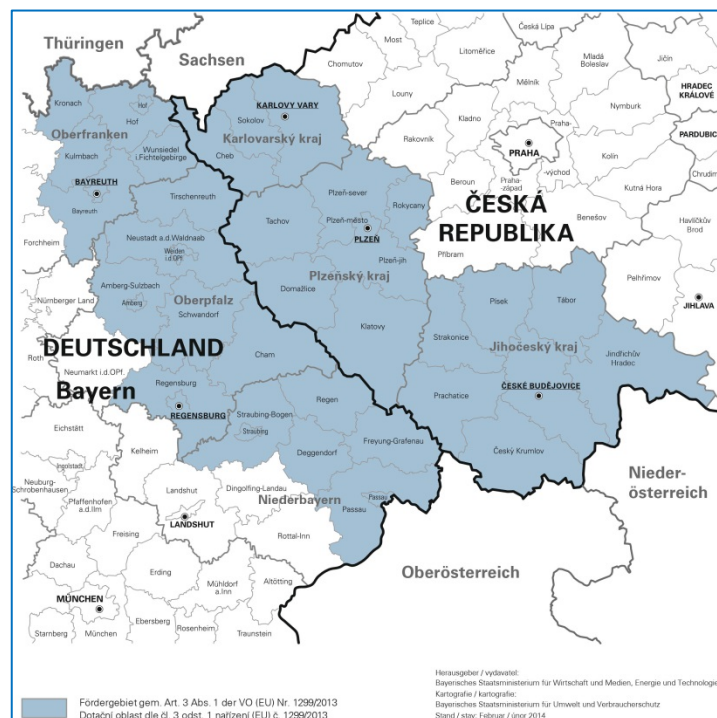 Thüringen
Sachsen
Teplice
Česká Lípa
Most
Litoměřice
Chomutov
Mladá
Boleslav
Jičín
Mělník
HRADEC
KRÁLOVÉ
Louny
Kronach
Hof
Hof
KARLOVY VARY
Sokolov
Oberfranken
Karlovarský kraj
Kladno
Praha-
Nymburk
Rakovník
PARDUBICE
Kulmbach
Wunsiedel
i.Fichtelgebirge
Cheb
PRAHA
Kolín
Chrudim
BAYREUTH
Beroun
Praha-
západ
-východ
Kutná Hora
Bayreuth
Tirschenreuth
Plzeň-sever
Rokycany
ČESKÁ
REPUBLIKA
Tachov
Plzeň-město
PLZEŇ
Benešov
Havlíčkův
Brod
Forchheim
Neustadt a.d.Waldnaab
Weiden
i.d.OPf.
Příbram
Plzeň-jih
Plzeňský kraj
Pelhřimov
Amberg-Sulzbach
Domažlice
Nürnberger Land
Amberg
Oberpfalz
Schwandorf
Písek
Tábor
JIHLAVA
Klatovy
Strakonice
Jihočeský kraj
DEUTSCHLAND
Roth
Cham
Jindřichův
Hradec
Neumarkt i.d.OPf.
Bayern
Regensburg
REGENSBURG
Straubing-Bogen
Regen
Prachatice
ČESKÉ BUDĚJOVICE
Eichstätt
Straubing
Freyung-Grafenau
Kelheim
Deggendorf
Český Krumlov
Ingolstadt
Neuburg-
Schrobenhausen
Landshut
Dingolfing-Landau
Nieder-
österreich
Pfaffenhofen
a.d.Ilm
Niederbayern
Passau
Passau
LANDSHUT
Freising
Rottal-Inn
Dachau
Erding
Mühldorf
a.Inn
Altötting
Oberösterreich
MÜNCHEN
Starnberg
München
Ebersberg
Rosenheim
Traunstein
Herausgeber / vydavatel:
Bayerisches Staatsministerium für Wirtschaft und Medien, Energie und Technologie
Kartografie / kartografie:
Bayerisches Staatsministerium für Umwelt und Verbraucherschutz
Stand / stav: Februar / únor 2014
Fördergebiet gem. Art. 3 Abs. 1 der VO (EU) Nr. 1299/2013
Dotační oblast dle čl. 3 odst. 1 nařízení (EU) č. 1299/2013